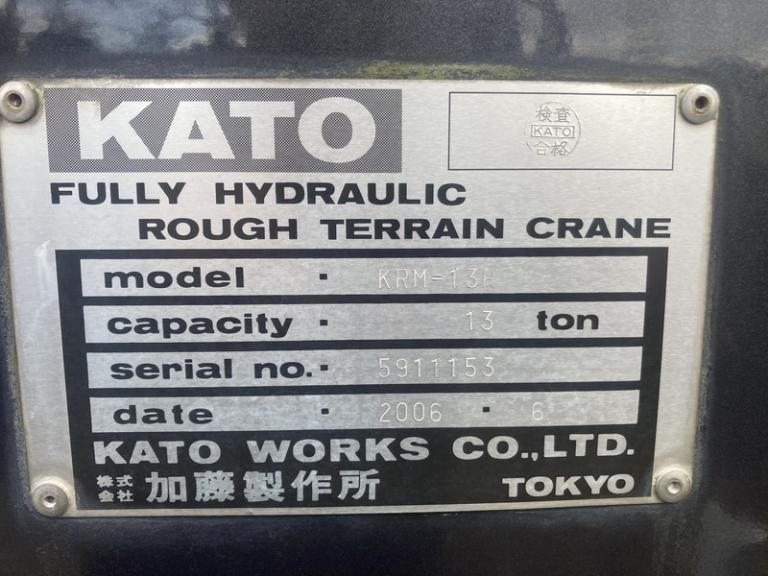 KATO
検査
KATO
合格
FULLY HYDRAULIC
ROUGH TERRAIN CRANE
model · KRM-13H
capacity · 13 ton
serial no. · 5911153
date · 2006 · 6
KATO WORKS CO.,LTD.
株式会社 加藤製作所 TOKYO